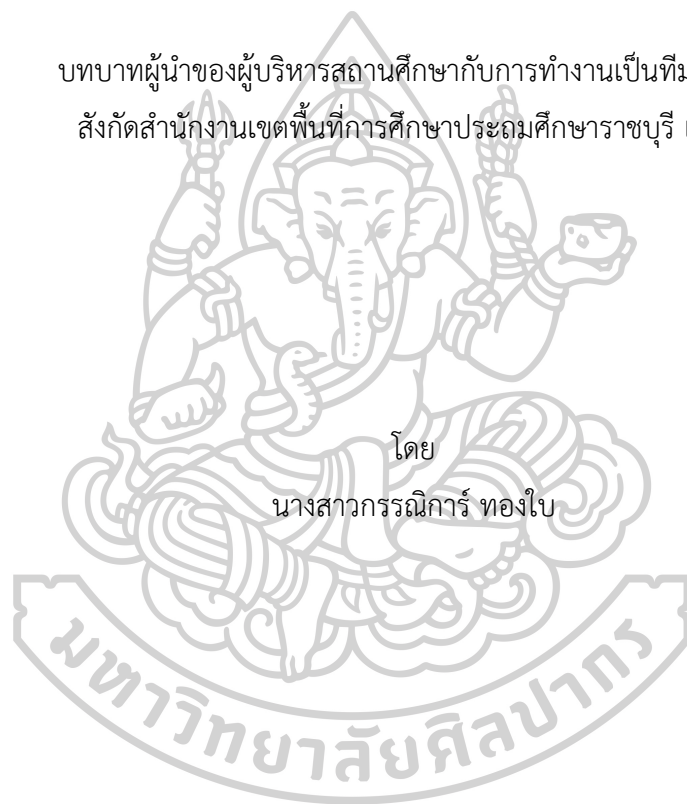 บทบาทผู้นำของผู้บริหารสถานศึกษากับการทำงานเป็นทีม
สังกัดสำนักงานเขตพื้นที่การศึกษาประถมศึกษาราชบุรี
โดย
นางสาวกรรณิการ์ ทองใบ
มหาวิทยาลัยศิลปากร